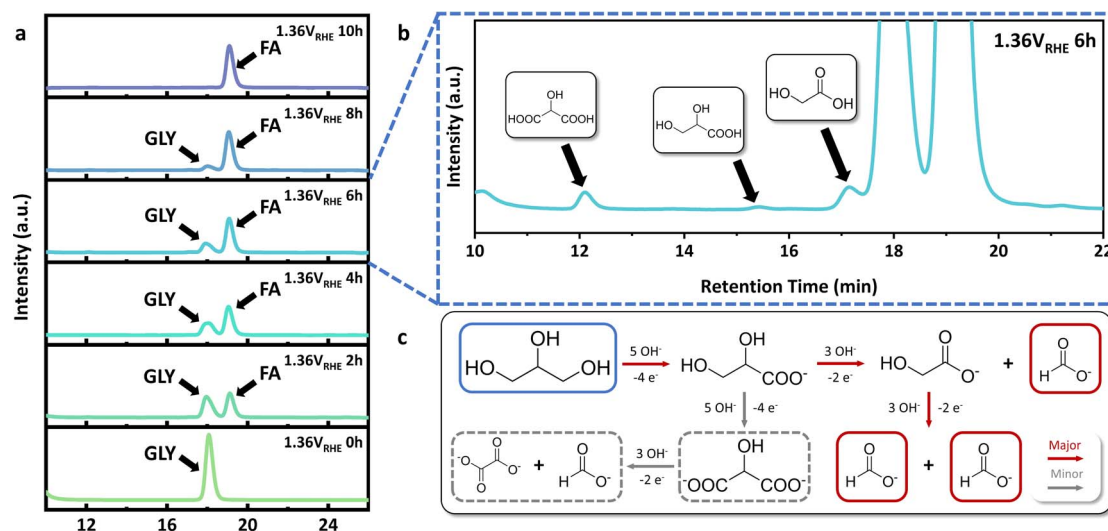 a
Intensity (a.u.)
1.36V_RHE 10h
FA
1.36V_RHE 8h
GLY
FA
1.36V_RHE 6h
GLY
FA
1.36V_RHE 4h
GLY
FA
1.36V_RHE 2h
GLY
FA
1.36V_RHE 0h
GLY
12 16 20 24
b
1.36V_RHE 6h
Intensity (a.u.)
OH
HOOC COOH
OH
HO COOH
O
HO OH
10 12 14 16 18 20 22
Retention Time (min)
c
OH
HO OH
5 OH⁻
-4 e⁻
OH
HO COO⁻
3 OH⁻
-2 e⁻
O
HO O⁻
+
O
H O⁻
5 OH⁻ -4 e⁻
3 OH⁻ -2 e⁻
O
⁻O O⁻
O
+
O
H O⁻
3 OH⁻
-2 e⁻
OH
⁻OOC COO⁻
O
H O⁻
+
O
H O⁻
Major
Minor